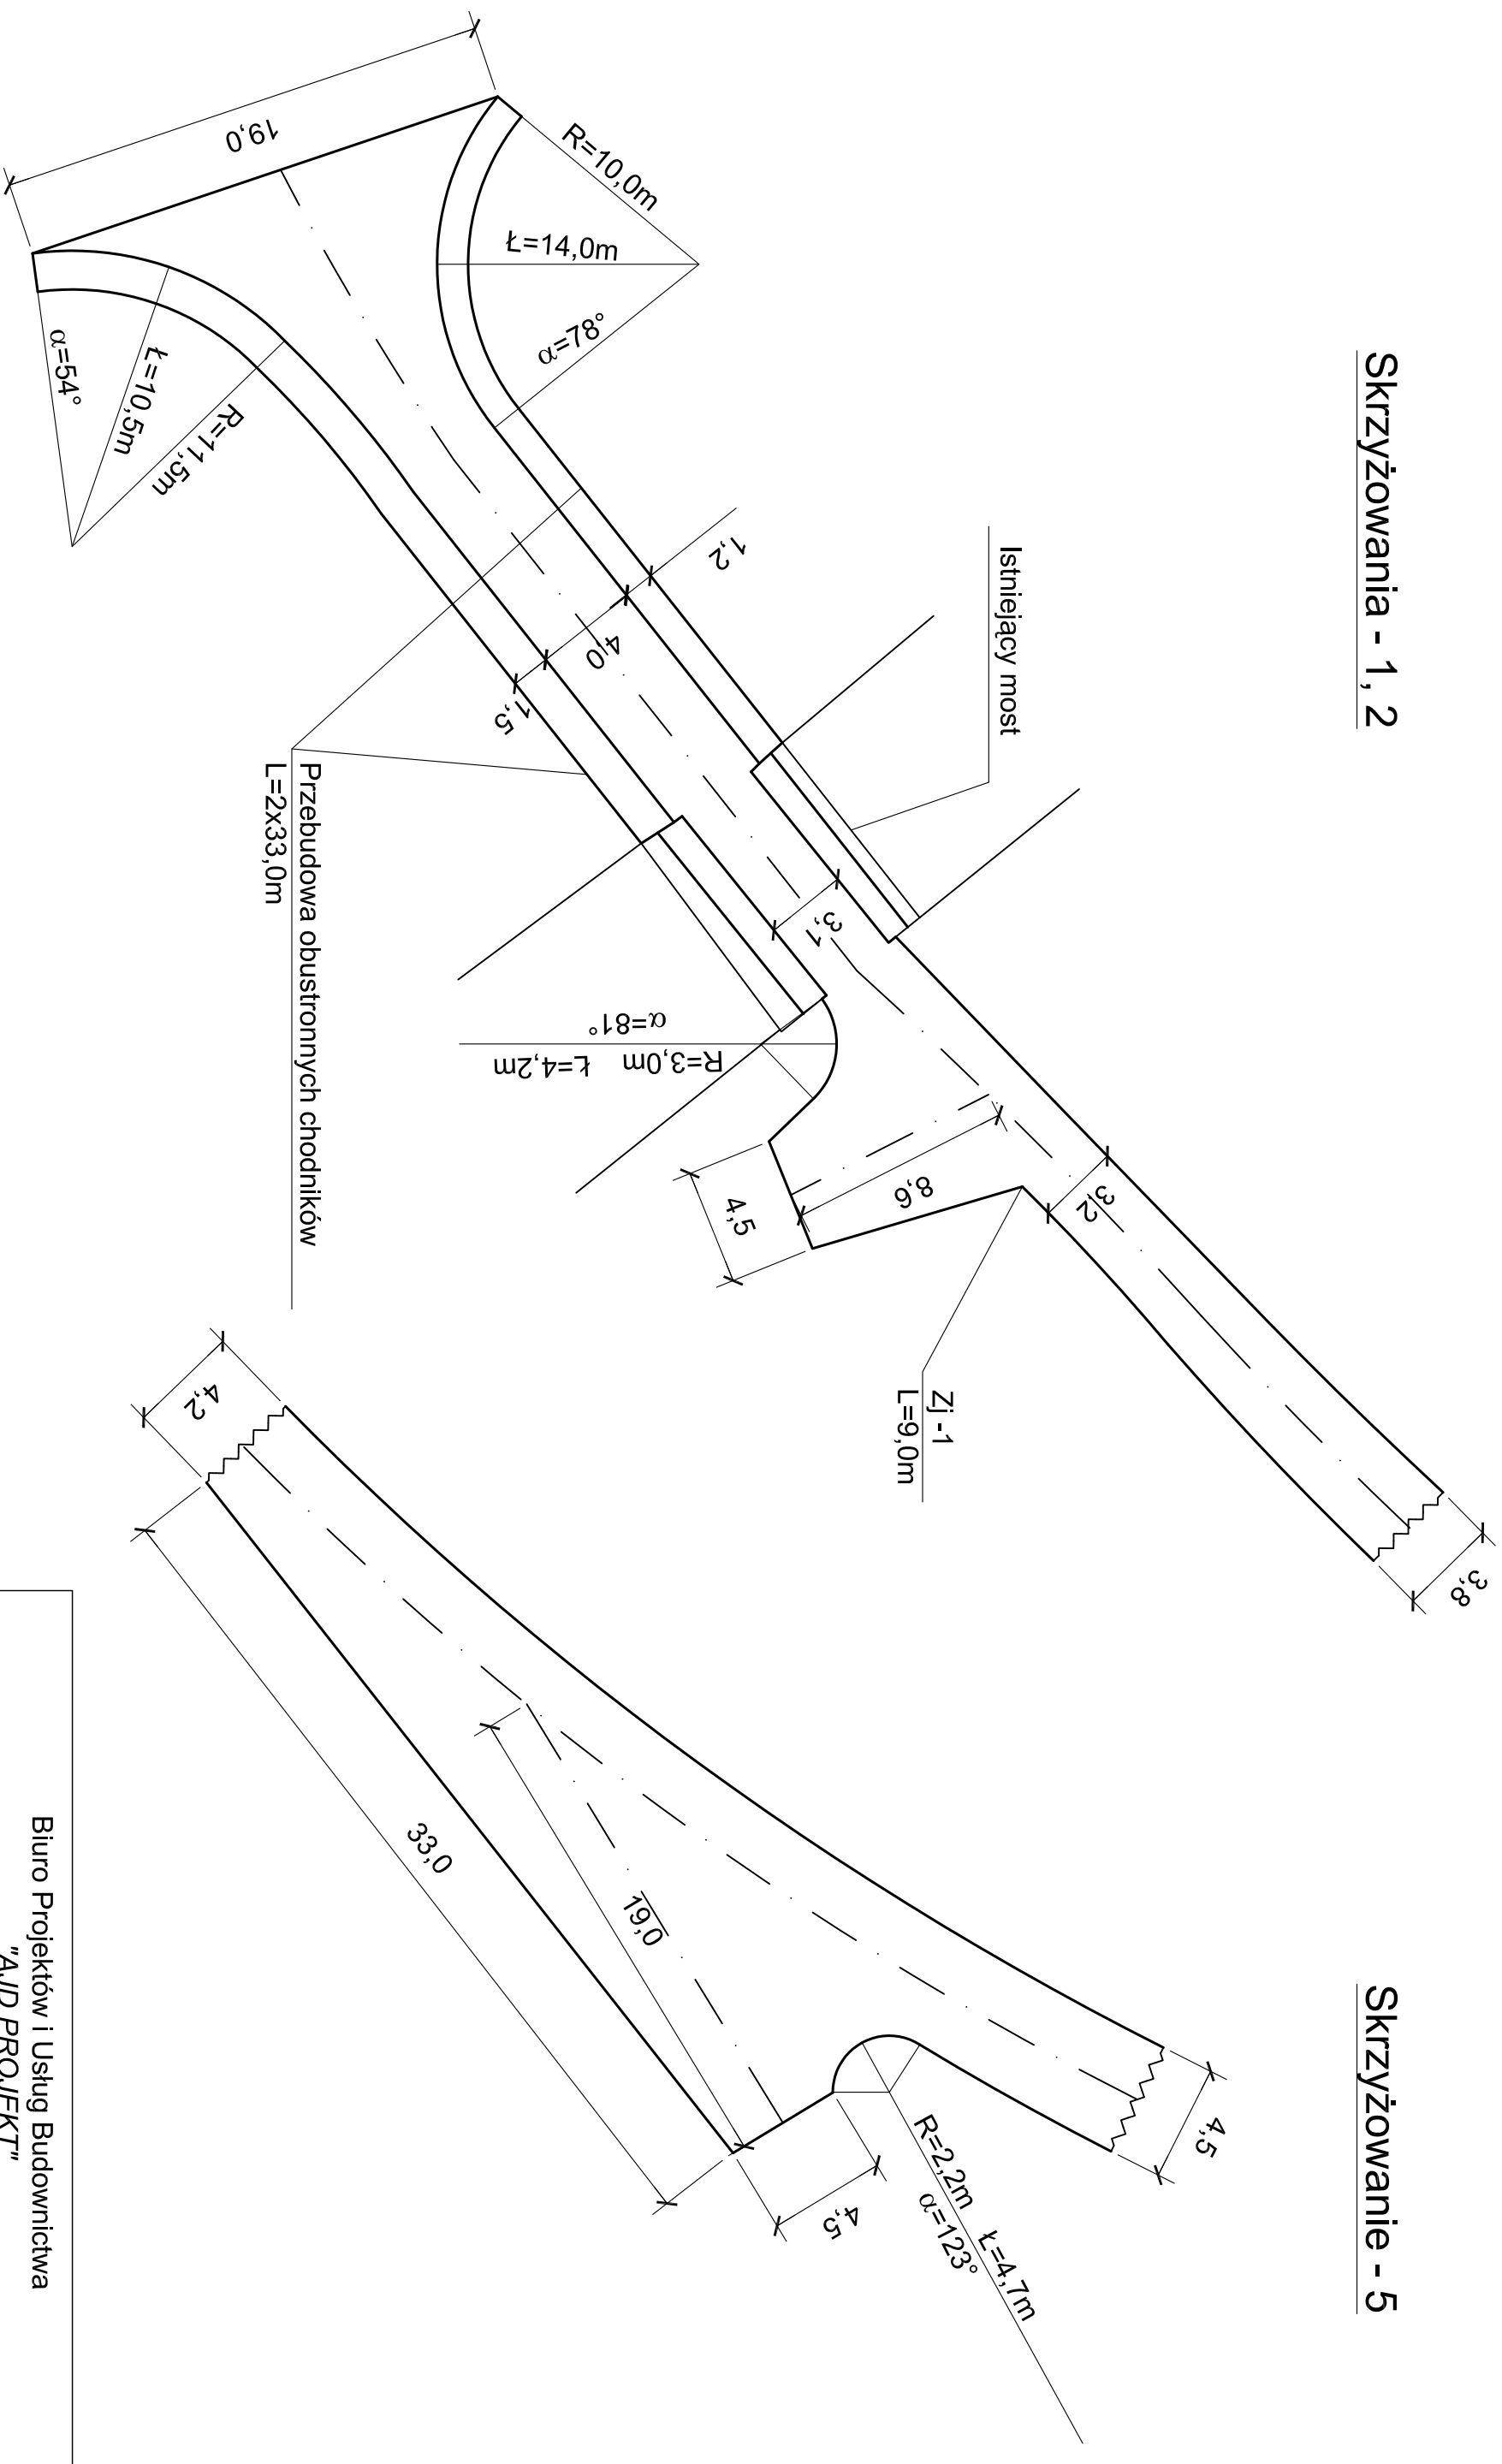 Skrzyżowania - 1, 2
Istniejący most
R=10,0m
Ł=14,0m
α=78°
19,0
α=54°
Ł=10,5m
R=11,5m
1,2
4,0
1,5
3,1
Przebudowa obustronnych chodników
L=2x33,0m
α=81°
R=3,0m Ł=4,2m
4,5
8,6
3,2
Zj -1
L=9,0m
3,8
Skrzyżowanie - 5
4,2
33,0
19,0
4,5
4,5
R=2,2m Ł=4,7m
α=123°
Biuro Projektów i Usług Budownictwa
"AJD PROJEKT"